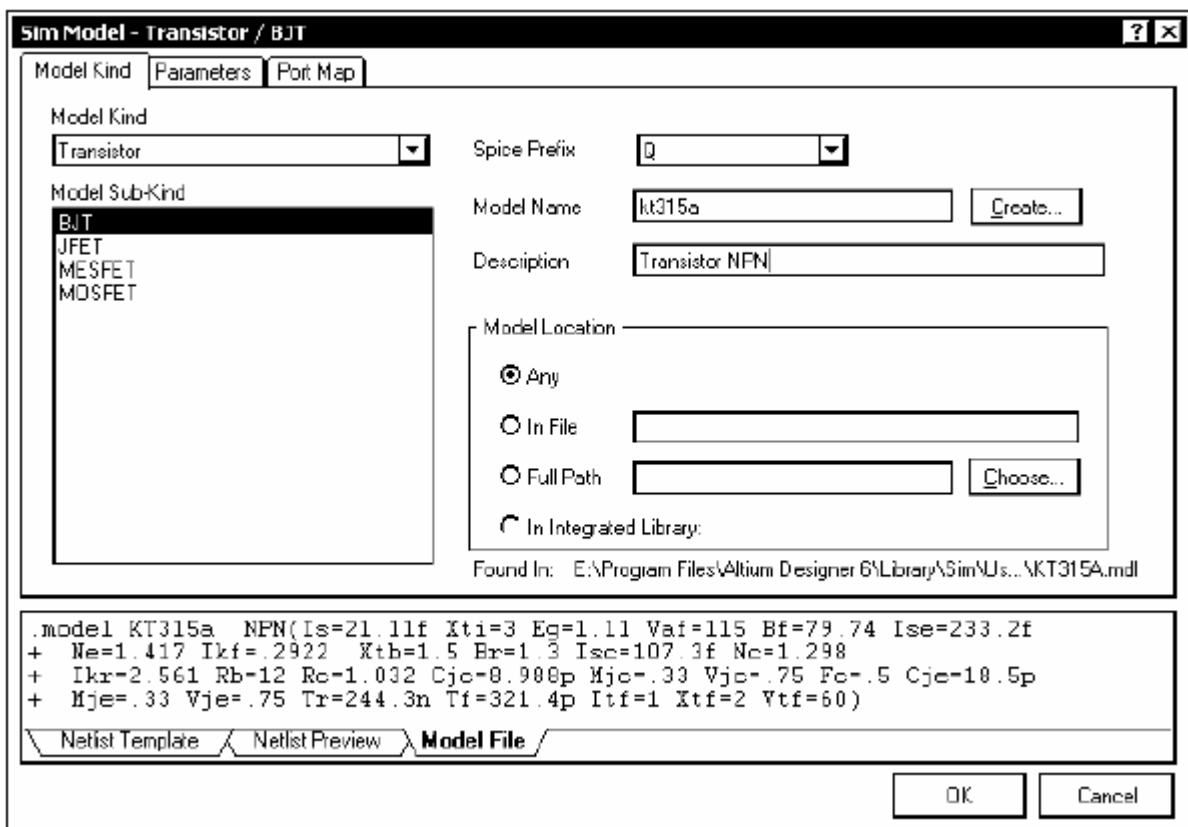 Sim Model - Transistor / BJT
Model Kind Parameters Port Map
Model Kind
Transistor
Spice Prefix Q
Model Sub-Kind
BJT
JFET
MESFET
MOSFET
Model Name kt315a Create...
Description Transistor NPN
Model Location
Any
In File
Full Path Choose...
In Integrated Library:
Found In: E:\Program Files\Altium Designer 6\Library\Sim\Us...\KT315A.mdl
.model KT315a NPN(Is=21.11f Xti=3 Eg=1.11 Vaf=115 Bf=79.74 Ise=233.2f
+ Ne=1.417 Ikf=.2922 Xtb=1.5 Br=1.3 Isc=107.3f Nc=1.298
+ Ikr=2.561 Rb=12 Rc=1.032 Cjc=8.988p Mjc=.33 Vjc=.75 Fc=.5 Cje=18.5p
+ Mje=.33 Vje=.75 Tr=244.3n Tf=321.4p Itf=1 Xtf=2 Vtf=60)
Netlist Template Netlist Preview Model File
OK Cancel